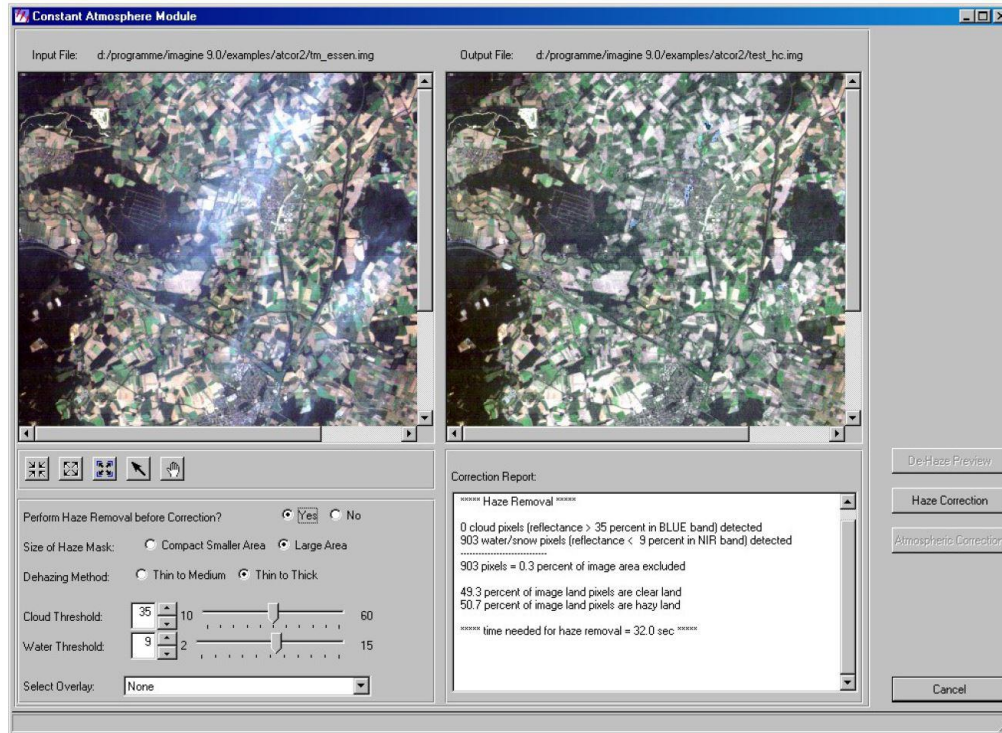 Constant Atmosphere Module
Input File: d:/programme/imagine 9.0/examples/atcor2/tm_essen.img
Output File: d:/programme/imagine 9.0/examples/atcor2/test_hc.img
Perform Haze Removal before Correction? Yes No
Size of Haze Mask: Compact Smaller Area Large Area
Dehazing Method: Thin to Medium Thin to Thick
Cloud Threshold: 35 10 60
Water Threshold: 9 2 15
Select Overlay: None
Correction Report:
***** Haze Removal *****
0 cloud pixels (reflectance > 35 percent in BLUE band) detected
903 water/snow pixels (reflectance < 9 percent in NIR band) detected
-----------------------------
903 pixels = 0.3 percent of image area excluded
49.3 percent of image land pixels are clear land
50.7 percent of image land pixels are hazy land
***** time needed for haze removal = 32.0 sec *****
De-Haze Preview
Haze Correction
Atmospheric Correction
Cancel